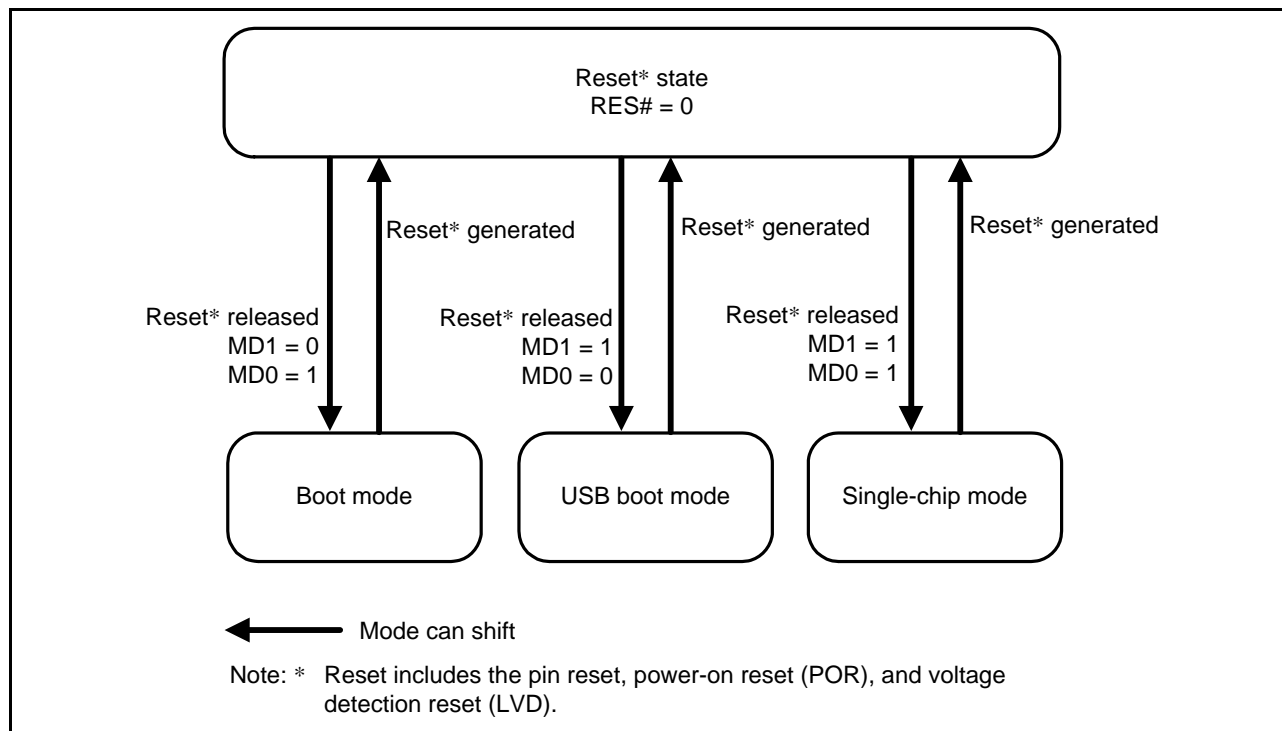 Reset* state
RES# = 0
Reset* generated
Reset* generated
Reset* generated
Reset* released
MD1 = 0
MD0 = 1
Reset* released
MD1 = 1
MD0 = 0
Reset* released
MD1 = 1
MD0 = 1
Boot mode
USB boot mode
Single-chip mode
Mode can shift
Note: * Reset includes the pin reset, power-on reset (POR), and voltage
detection reset (LVD).